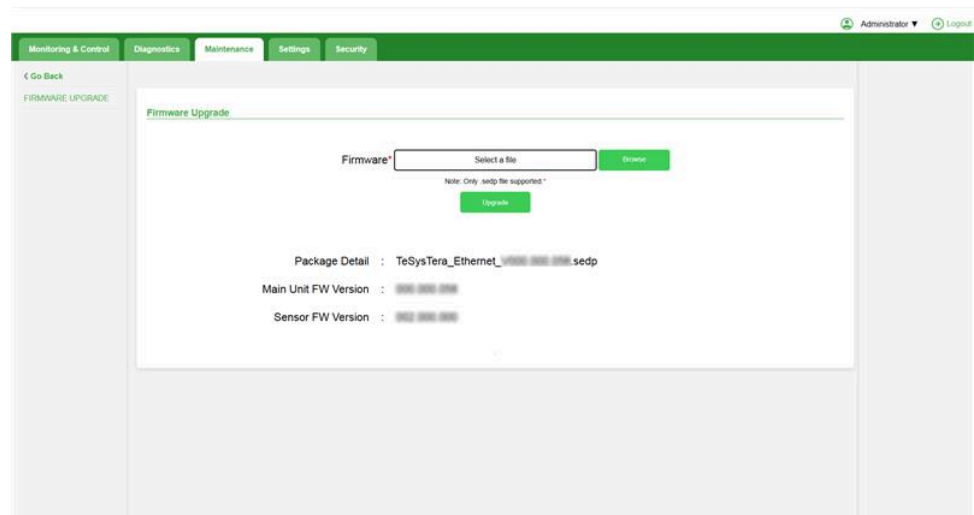 Administrator ▼ Logout
Monitoring & Control Diagnostics Maintenance Settings Security
< Go Back
FIRMWARE UPGRADE
Firmware Upgrade
Firmware* Select a file Browse
Note: Only .sedp file supported.*
Upgrade
Package Detail : TeSysTera_Ethernet_ .sedp
Main Unit FW Version :
Sensor FW Version :